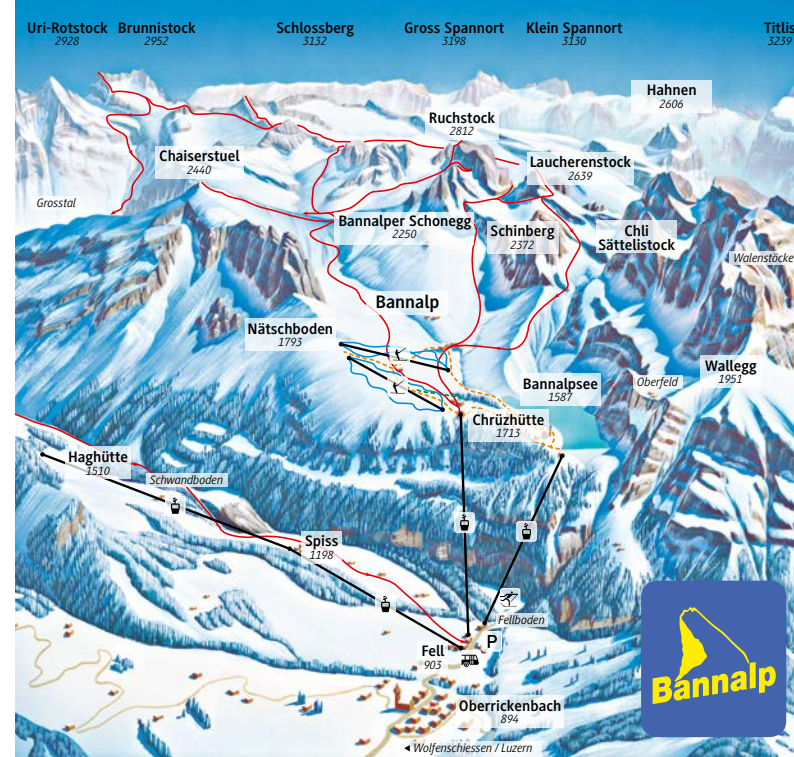 Uri-Rotstock
2928
Brunnistock
2952
Schlossberg
3132
Gross Spannort
3198
Klein Spannort
3130
Titlis
3239
Hahnen
2606
Ruchstock
2812
Chaiserstuel
2440
Laucherenstock
2639
Grosstal
Bannalper Schonegg
2250
Schinberg
2372
Chli
Sättelistock
Walenstöcke
Bannalp
Nätschboden
1793
Wallegg
1951
Bannalpsee
1587
Oberfeld
Chrüzhütte
1713
Haghütte
1510
Schwandboden
Spiss
1198
Fellboden
P
Fell
903
Bannalp
Oberrickenbach
894
Wolfenschiessen / Luzern